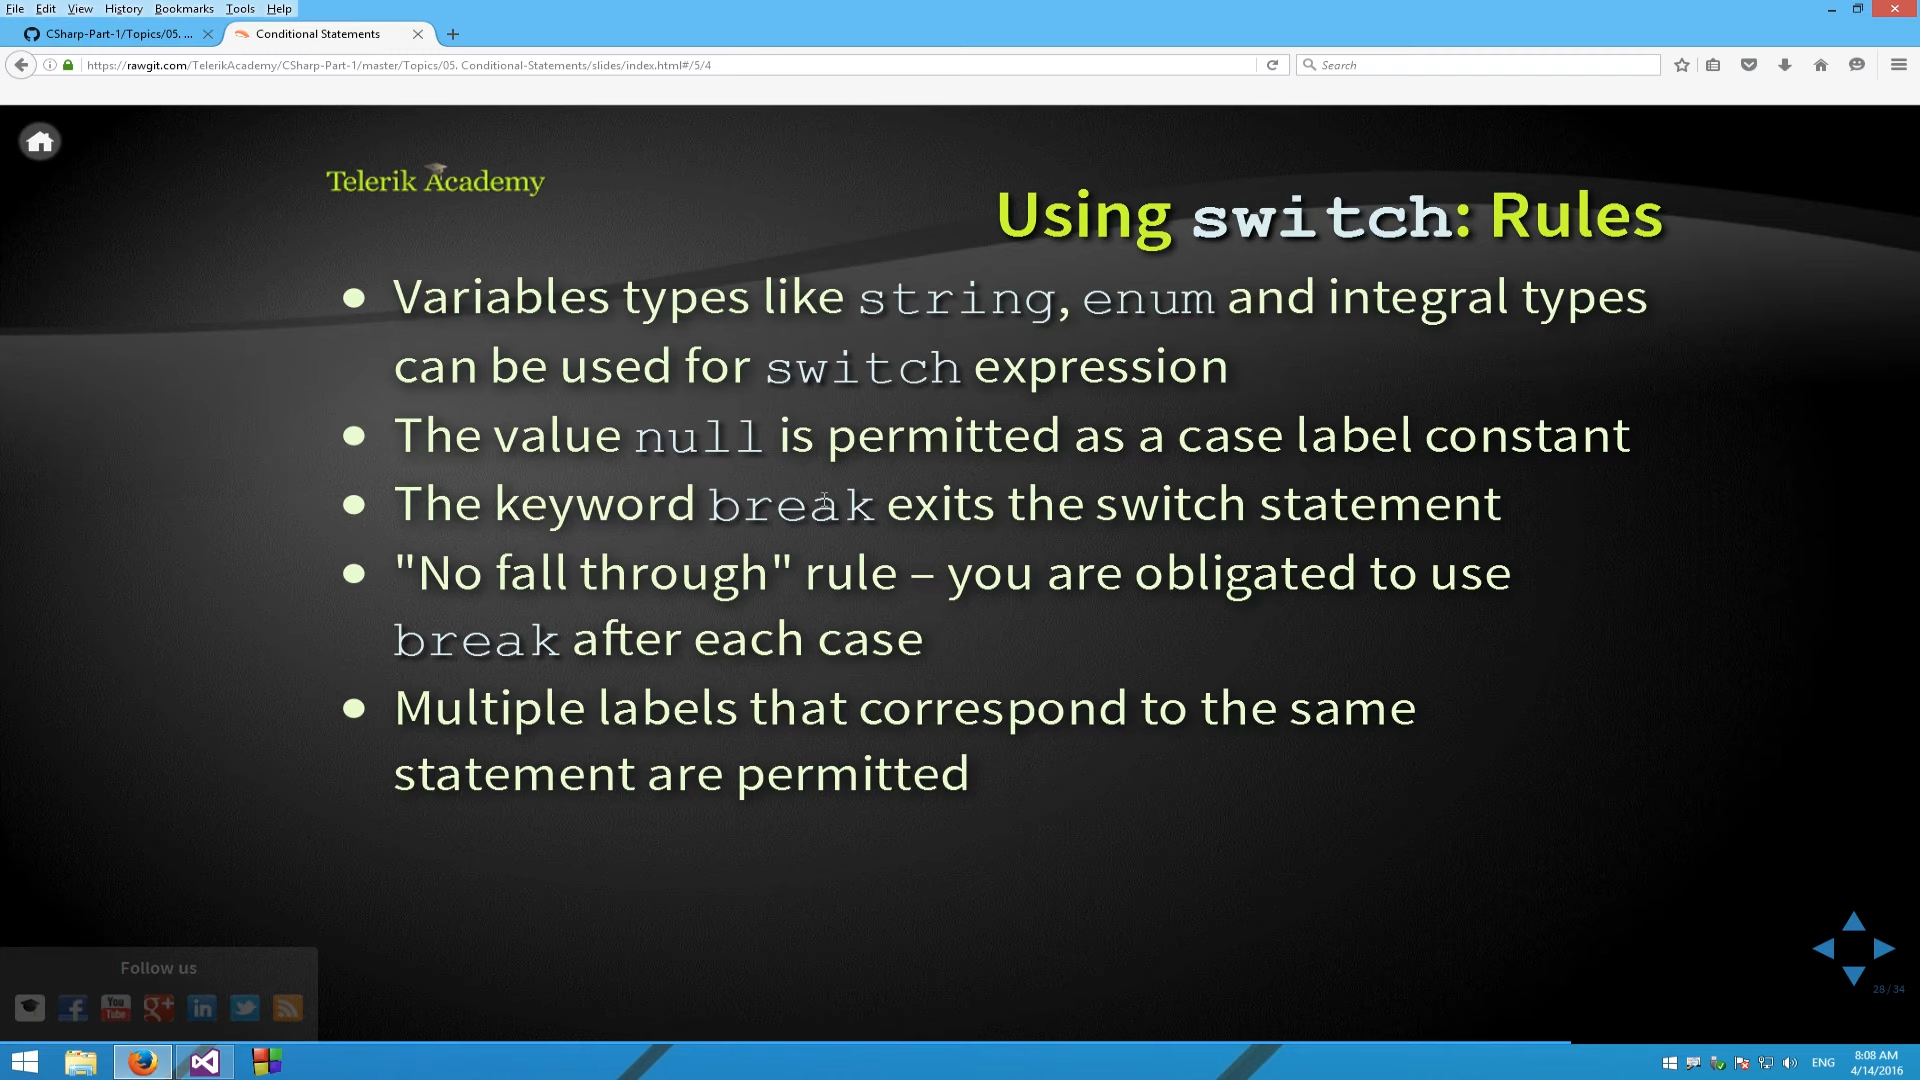 File Edit View History Bookmarks Tools Help
CSharp-Part-1/Topics/05. ...
Conditional Statements
https://rawgit.com/TelerikAcademy/CSharp-Part-1/master/Topics/05. Conditional-Statements/slides/index.html#/5/4
Search
Telerik Academy
Using switch: Rules
Variables types like string, enum and integral types
can be used for switch expression
The value null is permitted as a case label constant
The keyword break exits the switch statement
"No fall through" rule – you are obligated to use
break after each case
Multiple labels that correspond to the same
statement are permitted
28 / 34
Follow us
You
Tube
g+
in
ENG
8:08 AM
4/14/2016